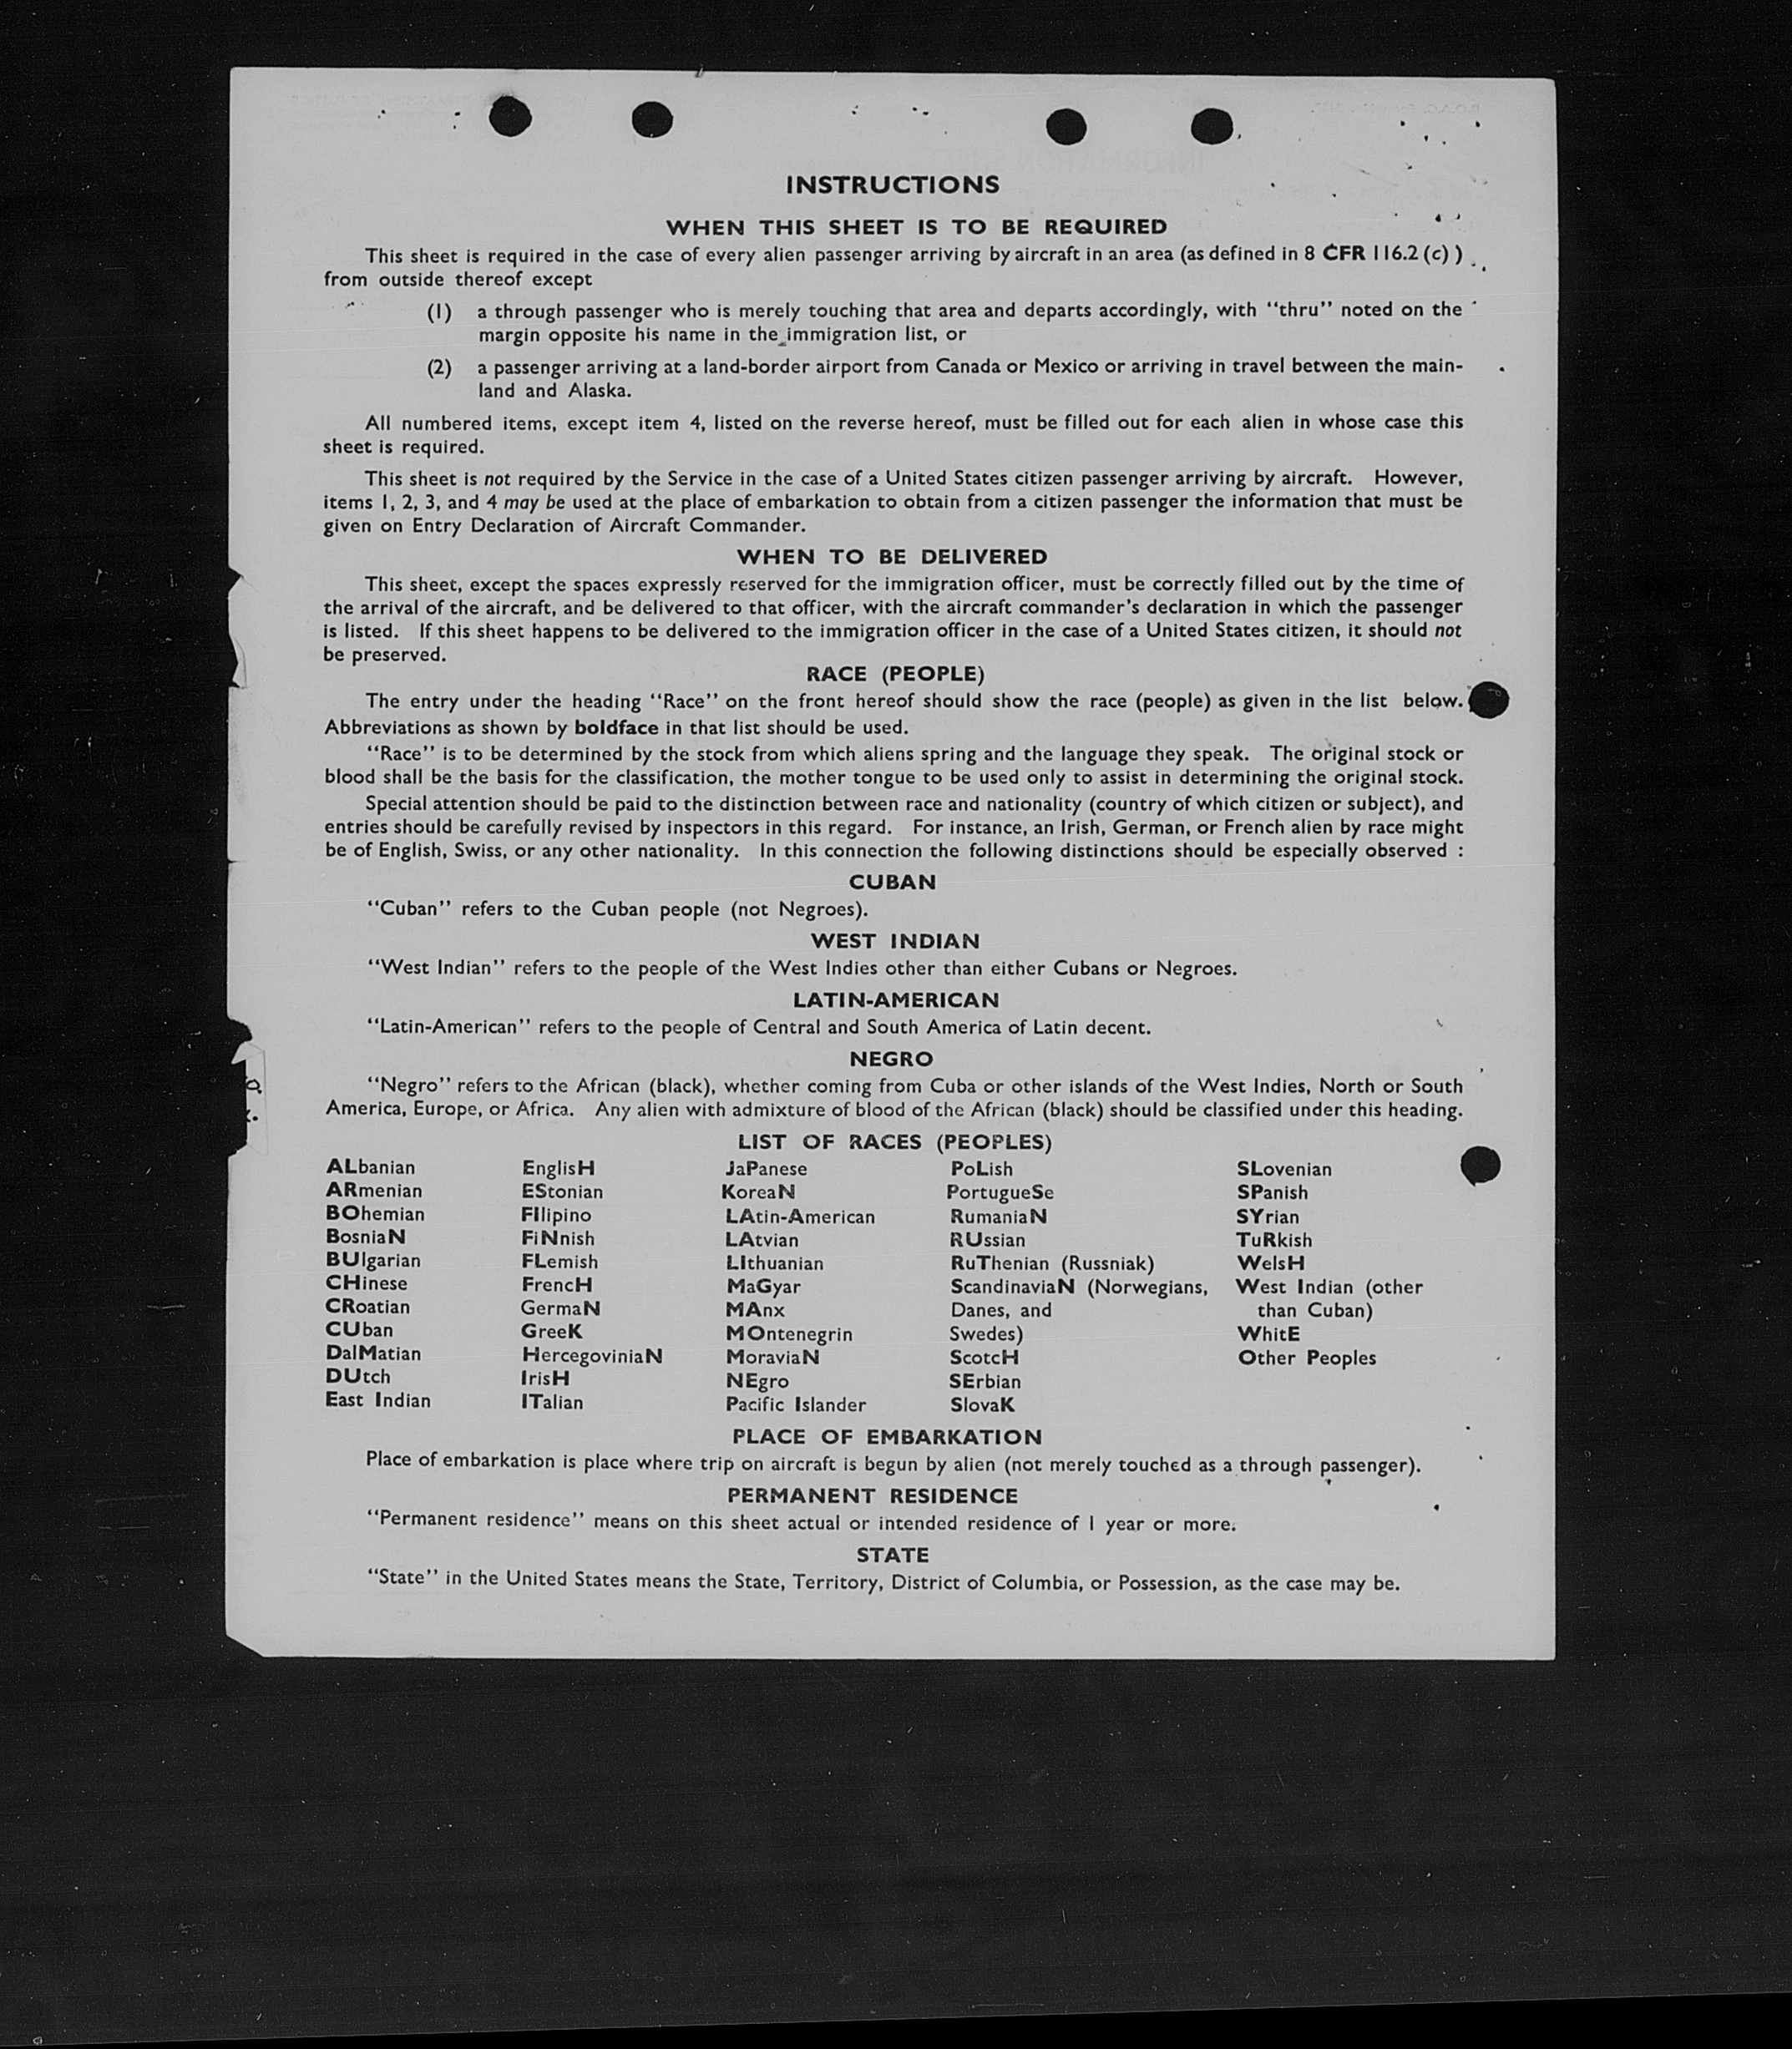 INSTRUCTIONS
WHEN THIS SHEET IS TO BE REQUIRED
This sheet is required in the case of every alien passenger arriving by aircraft in an area (as defined in 8 CFR 116.2 (c) )
from outside thereof except
(1) a through passenger who is merely touching that area and departs accordingly, with "thru" noted on the
margin opposite his name in the immigration list, or
(2) a passenger arriving at a land-border airport from Canada or Mexico or arriving in travel between the main-
land and Alaska.
All numbered items, except item 4, listed on the reverse hereof, must be filled out for each alien in whose case this
sheet is required.
This sheet is not required by the Service in the case of a United States citizen passenger arriving by aircraft. However,
items 1, 2, 3, and 4 may be used at the place of embarkation to obtain from a citizen passenger the information that must be
given on Entry Declaration of Aircraft Commander.
WHEN TO BE DELIVERED
This sheet, except the spaces expressly reserved for the immigration officer, must be correctly filled out by the time of
the arrival of the aircraft, and be delivered to that officer, with the aircraft commander's declaration in which the passenger
is listed. If this sheet happens to be delivered to the immigration officer in the case of a United States citizen, it should not
be preserved.
RACE (PEOPLE)
The entry under the heading "Race" on the front hereof should show the race (people) as given in the list below.
Abbreviations as shown by boldface in that list should be used.
"Race" is to be determined by the stock from which aliens spring and the language they speak. The original stock or
blood shall be the basis for the classification, the mother tongue to be used only to assist in determining the original stock.
Special attention should be paid to the distinction between race and nationality (country of which citizen or subject), and
entries should be carefully revised by inspectors in this regard. For instance, an Irish, German, or French alien by race might
be of English, Swiss, or any other nationality. In this connection the following distinctions should be especially observed :
CUBAN
"Cuban" refers to the Cuban people (not Negroes).
WEST INDIAN
"West Indian" refers to the people of the West Indies other than either Cubans or Negroes.
LATIN-AMERICAN
"Latin-American" refers to the people of Central and South America of Latin decent.
NEGRO
"Negro" refers to the African (black), whether coming from Cuba or other islands of the West Indies, North or South
America, Europe, or Africa. Any alien with admixture of blood of the African (black) should be classified under this heading.
LIST OF RACES (PEOPLES)
ALbanian EnglisH JaPanese PoLish SLovenian
ARmenian EStonian KoreaN PortugueSe SPanish
BOhemian FIlipino LAtin-American RumaniaN SYrian
BosniaN FiNnish LAtvian RUssian TuRkish
BUlgarian FLemish LIthuanian RuThenian (Russniak) WelsH
CHinese FrencH MaGyar ScandinaviaN (Norwegians, West Indian (other
CRoatian GermaN MAnx Danes, and than Cuban)
CUban GreeK MOntenegrin Swedes) WhitE
DalMatian HercegoviniaN MoraviaN ScotcH Other Peoples
DUtch IrisH NEgro SErbian
East Indian ITalian Pacific Islander SlovaK
PLACE OF EMBARKATION
Place of embarkation is place where trip on aircraft is begun by alien (not merely touched as a through passenger).
PERMANENT RESIDENCE
"Permanent residence" means on this sheet actual or intended residence of 1 year or more.
STATE
"State" in the United States means the State, Territory, District of Columbia, or Possession, as the case may be.